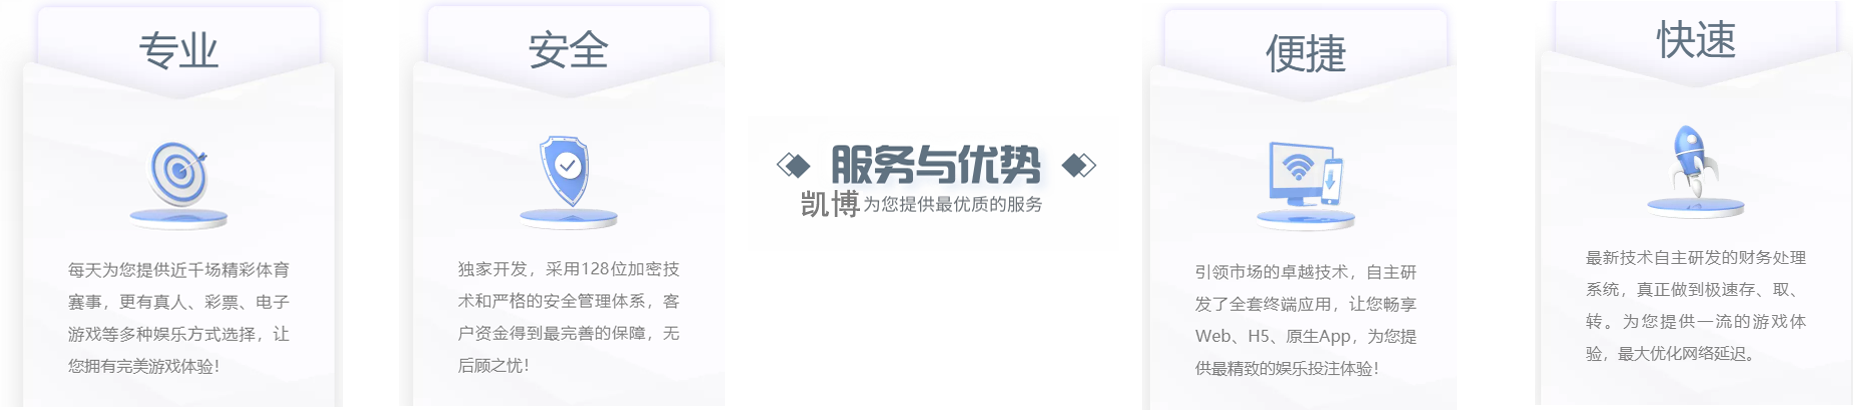 专业
每天为您提供近千场精彩体育
赛事，更有真人、彩票、电子
游戏等多种娱乐方式选择，让
您拥有完美游戏体验！
安全
独家开发，采用128位加密技
术和严格的安全管理体系，客
户资金得到最完善的保障，无
后顾之忧！
服务与优势
凯博为您提供最优质的服务
便捷
引领市场的卓越技术，自主研
发了全套终端应用，让您畅享
Web、H5、原生App，为您提
供最精致的娱乐投注体验！
快速
最新技术自主研发的财务处理
系统，真正做到极速存、取、
转。为您提供一流的游戏体
验，最大优化网络延迟。